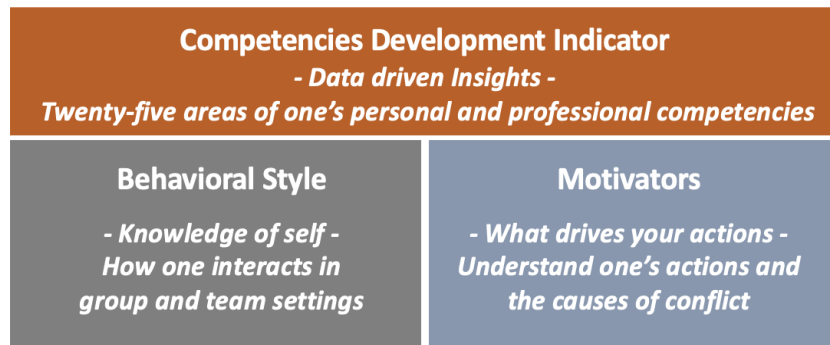 Competencies Development Indicator
- Data driven Insights -
Twenty-five areas of one's personal and professional competencies
Behavioral Style
- Knowledge of self -
How one interacts in
group and team settings
Motivators
- What drives your actions -
Understand one's actions and
the causes of conflict